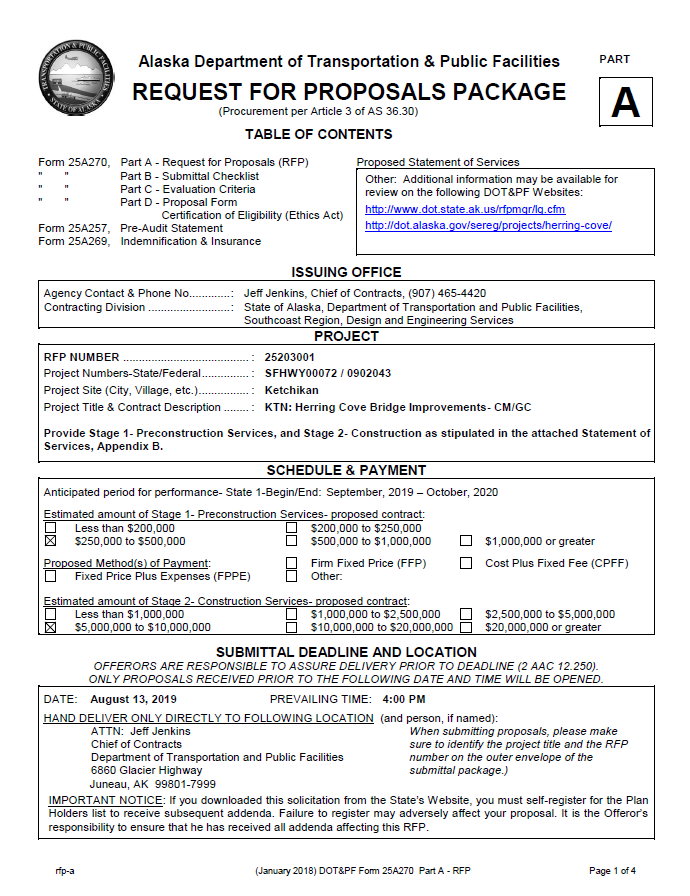 TRANSPORTATION & PUBLIC FACILITIES
STATE OF ALASKA
Alaska Department of Transportation & Public Facilities
PART
REQUEST FOR PROPOSALS PACKAGE
A
(Procurement per Article 3 of AS 36.30)
TABLE OF CONTENTS
Form 25A270, Part A - Request for Proposals (RFP) Proposed Statement of Services
" " Part B - Submittal Checklist
" " Part C - Evaluation Criteria
" " Part D - Proposal Form
Certification of Eligibility (Ethics Act)
Form 25A257, Pre-Audit Statement
Form 25A269, Indemnification & Insurance
Other: Additional information may be available for
review on the following DOT&PF Websites:
http://www.dot.state.ak.us/rfpmgr/lg.cfm
http://dot.alaska.gov/sereg/projects/herring-cove/
ISSUING OFFICE
Agency Contact & Phone No.............: Jeff Jenkins, Chief of Contracts, (907) 465-4420
Contracting Division ..........................: State of Alaska, Department of Transportation and Public Facilities,
Southcoast Region, Design and Engineering Services
PROJECT
RFP NUMBER ........................................ : 25203001
Project Numbers-State/Federal............... : SFHWY00072 / 0902043
Project Site (City, Village, etc.)................ : Ketchikan
Project Title & Contract Description ........ : KTN: Herring Cove Bridge Improvements- CM/GC
Provide Stage 1- Preconstruction Services, and Stage 2- Construction as stipulated in the attached Statement of
Services, Appendix B.
SCHEDULE & PAYMENT
Anticipated period for performance- State 1-Begin/End: September, 2019 – October, 2020
Estimated amount of Stage 1- Preconstruction Services- proposed contract:
☐ Less than $200,000 ☐ $200,000 to $250,000
☒ $250,000 to $500,000 ☐ $500,000 to $1,000,000 ☐ $1,000,000 or greater
Proposed Method(s) of Payment: ☐ Firm Fixed Price (FFP) ☐ Cost Plus Fixed Fee (CPFF)
☐ Fixed Price Plus Expenses (FPPE) ☐ Other:
Estimated amount of Stage 2- Construction Services- proposed contract:
☐ Less than $1,000,000 ☐ $1,000,000 to $2,500,000 ☐ $2,500,000 to $5,000,000
☒ $5,000,000 to $10,000,000 ☐ $10,000,000 to $20,000,000 ☐ $20,000,000 or greater
SUBMITTAL DEADLINE AND LOCATION
OFFERORS ARE RESPONSIBLE TO ASSURE DELIVERY PRIOR TO DEADLINE (2 AAC 12.250).
ONLY PROPOSALS RECEIVED PRIOR TO THE FOLLOWING DATE AND TIME WILL BE OPENED.
DATE: August 13, 2019 PREVAILING TIME: 4:00 PM
HAND DELIVER ONLY DIRECTLY TO FOLLOWING LOCATION (and person, if named):
ATTN: Jeff Jenkins
Chief of Contracts
Department of Transportation and Public Facilities
6860 Glacier Highway
Juneau, AK 99801-7999
When submitting proposals, please make
sure to identify the project title and the RFP
number on the outer envelope of the
submittal package.)
IMPORTANT NOTICE: If you downloaded this solicitation from the State's Website, you must self-register for the Plan
Holders list to receive subsequent addenda. Failure to register may adversely affect your proposal. It is the Offeror's
responsibility to ensure that he has received all addenda affecting this RFP.
rfp-a (January 2018) DOT&PF Form 25A270 Part A - RFP Page 1 of 4